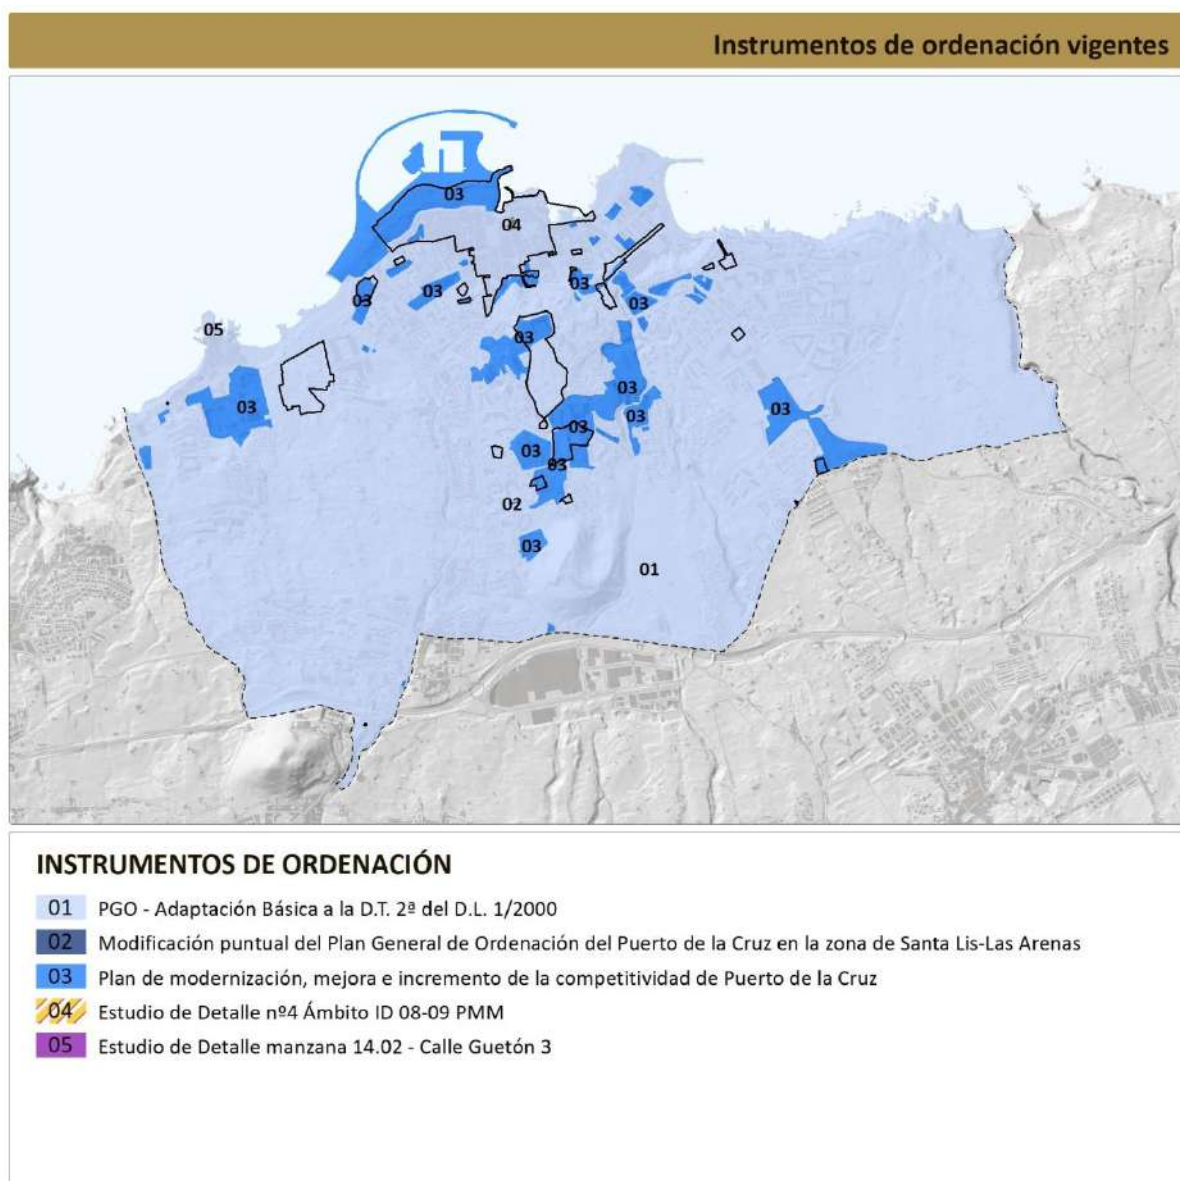 Instrumentos de ordenación vigentes
03
04
03
03
03
03
05
03
03
03
03
03
03
03
03
02
03
01
INSTRUMENTOS DE ORDENACIÓN
01 PGO - Adaptación Básica a la D.T. 2ª del D.L. 1/2000
02 Modificación puntual del Plan General de Ordenación del Puerto de la Cruz en la zona de Santa Lis-Las Arenas
03 Plan de modernización, mejora e incremento de la competitividad de Puerto de la Cruz
04 Estudio de Detalle nº4 Ámbito ID 08-09 PMM
05 Estudio de Detalle manzana 14.02 - Calle Guetón 3